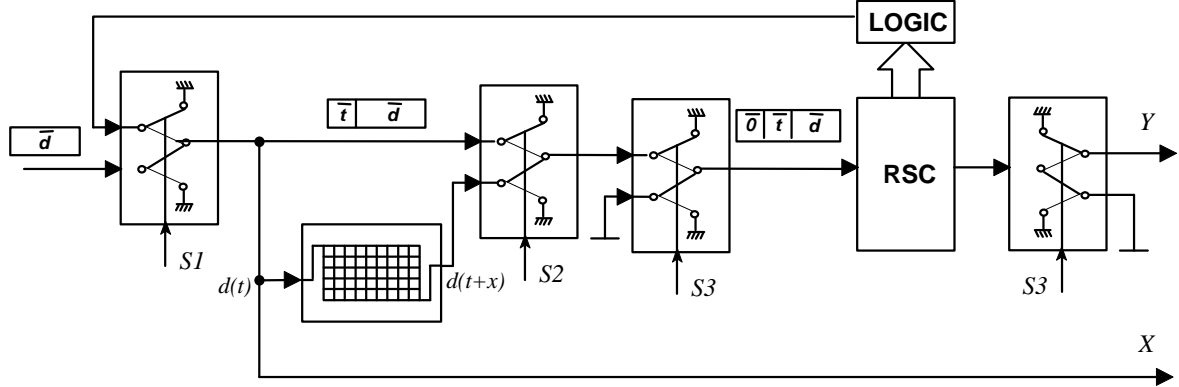 LOGIC
d̅
t̅ d̅
0̅ t̅ d̅
Y
RSC
S1
d(t)
d(t+x)
S2
S3
S3
X